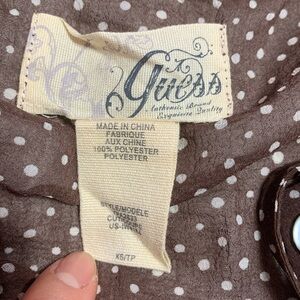 Guess
Authentic Brand
Exquisite Quality
MADE IN CHINA
FABRIQUE
AUX CHINE
100% POLYESTER
POLYESTER
STYLE/MODELE
XS/TP